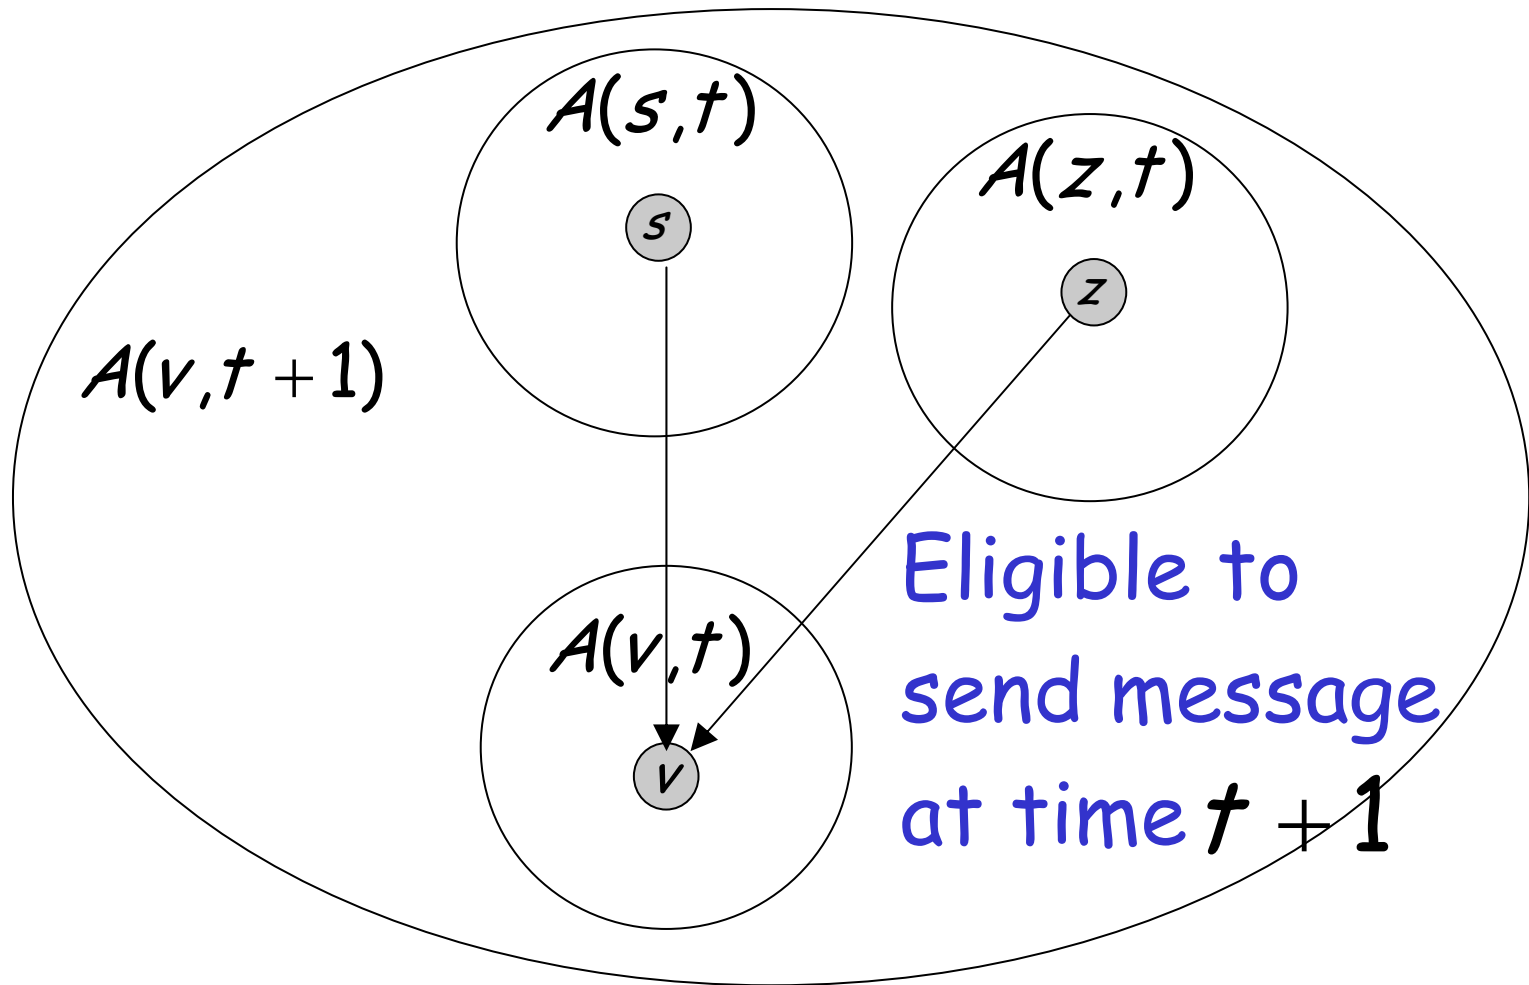 A(s,t)
A(z,t)
s
z
A(v,t + 1)
Eligible to
send message
at time t + 1
A(v,t)
v